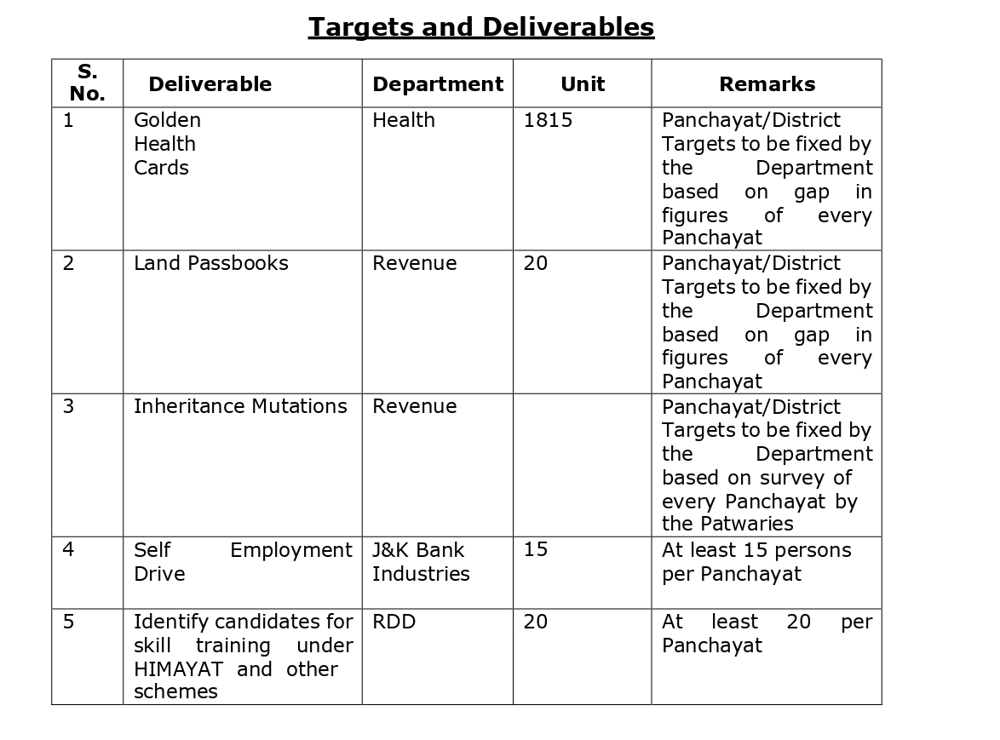 Targets and Deliverables
S. No.
Deliverable
Department
Unit
Remarks
1
Golden
Health
Cards
Health
1815
Panchayat/District
Targets to be fixed by
the Department
based on gap in
figures of every
Panchayat
2
Land Passbooks
Revenue
20
Panchayat/District
Targets to be fixed by
the Department
based on gap in
figures of every
Panchayat
3
Inheritance Mutations
Revenue
Panchayat/District
Targets to be fixed by
the Department
based on survey of
every Panchayat by
the Patwaries
4
Self Employment
Drive
J&K Bank
Industries
15
At least 15 persons
per Panchayat
5
Identify candidates for
skill training under
HIMAYAT and other
schemes
RDD
20
At least 20 per
Panchayat